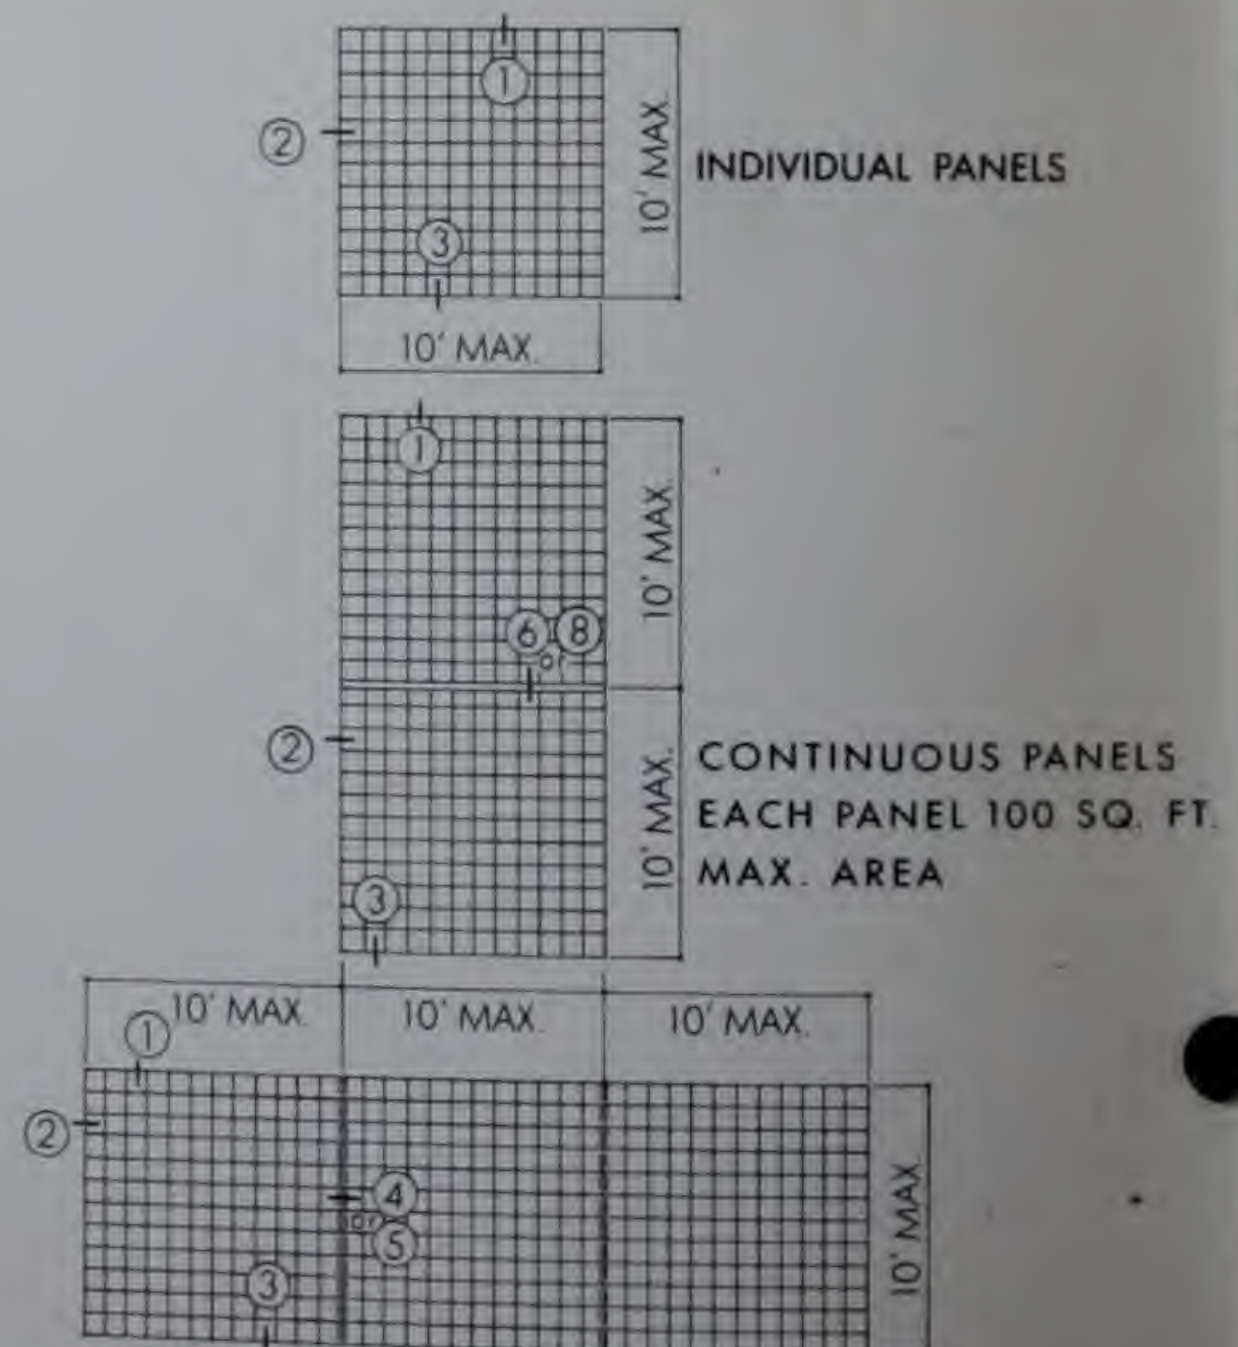 ①
②
③
10' MAX.
INDIVIDUAL PANELS
10' MAX.
①
10' MAX.
⑥ or ⑧
②
10' MAX.
CONTINUOUS PANELS
EACH PANEL 100 SQ. FT.
MAX. AREA
③
10' MAX. 10' MAX. 10' MAX.
①
②
④
or
⑤
③
10' MAX.